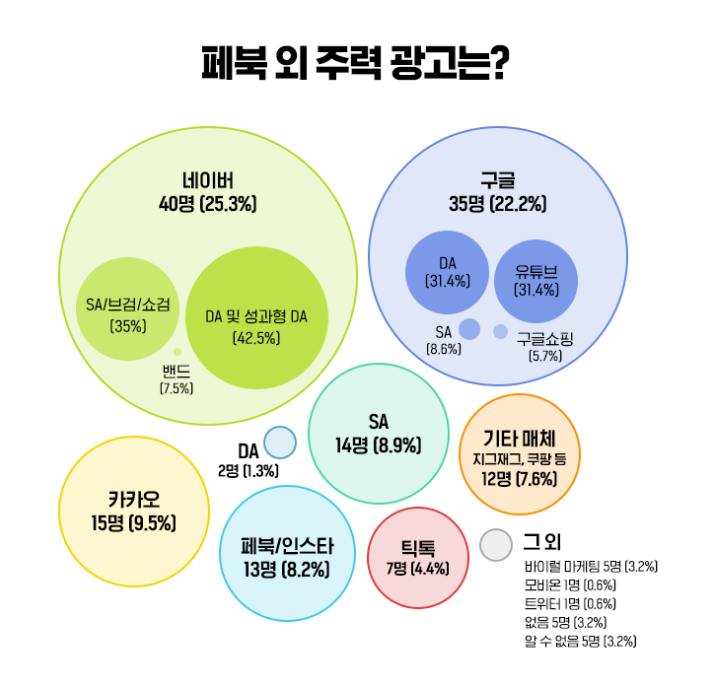 페북 외 주력 광고는?
네이버
40명 (25.3%)
SA/브검/쇼검
(35%)
DA 및 성과형 DA
(42.5%)
밴드
(7.5%)
구글
35명 (22.2%)
DA
(31.4%)
유튜브
(31.4%)
SA
(8.6%)
구글쇼핑
(5.7%)
SA
14명 (8.9%)
DA
2명 (1.3%)
기타 매체
지그재그, 쿠팡 등
12명 (7.6%)
카카오
15명 (9.5%)
페북/인스타
13명 (8.2%)
틱톡
7명 (4.4%)
그 외
바이럴 마케팅 5명 (3.2%)
모비온 1명 (0.6%)
트위터 1명 (0.6%)
없음 5명 (3.2%)
알 수 없음 5명 (3.2%)